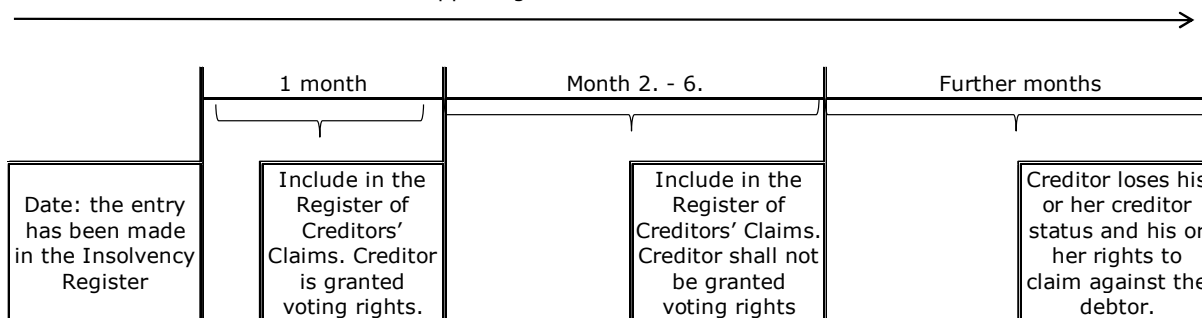 1 month
Month 2. - 6.
Further months
Date: the entry
has been made
in the Insolvency
Register
Include in the
Register of
Creditors’
Claims. Creditor
is granted
voting rights.
Include in the
Register of
Creditors’ Claims.
Creditor shall not
be granted
voting rights
Creditor loses his
or her creditor
status and his or
her rights to
claim against the
debtor.